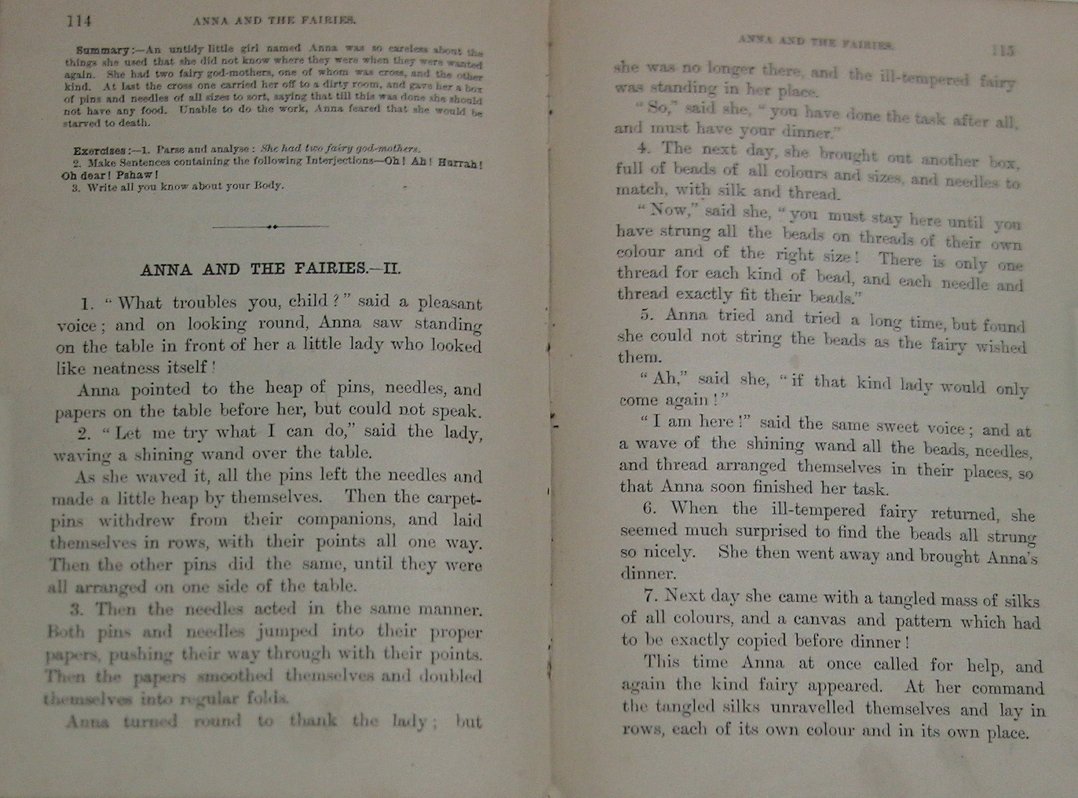 114
ANNA AND THE FAIRIES.
Summary:—An untidy little girl named Anna was so careless about the
things she used that she did not know where they were when they were wanted
again. She had two fairy god-mothers, one of whom was cross, and the other
kind. At last the cross one carried her off to a dirty room, and gave her a box
of pins and needles of all sizes to sort, saying that till this was done she should
not have any food. Unable to do the work, Anna feared that she would be
starved to death.
Exercises:—1. Parse and analyse: She had two fairy god-mothers.
2. Make Sentences containing the following Interjections—Oh! Ah! Hurrah!
Oh dear! Pshaw!
3. Write all you know about your Body.
ANNA AND THE FAIRIES.—II.
1. "What troubles you, child?" said a pleasant
voice; and on looking round, Anna saw standing
on the table in front of her a little lady who looked
like neatness itself!
Anna pointed to the heap of pins, needles, and
papers on the table before her, but could not speak.
2. "Let me try what I can do," said the lady,
waving a shining wand over the table.
As she waved it, all the pins left the needles and
made a little heap by themselves. Then the carpet-
pins withdrew from their companions, and laid
themselves in rows, with their points all one way.
Then the other pins did the same, until they were
all arranged on one side of the table.
3. Then the needles acted in the same manner.
Both pins and needles jumped into their proper
papers, pushing their way through with their points.
Then the papers smoothed themselves and doubled
themselves into regular folds.
Anna turned round to thank the lady; but
ANNA AND THE FAIRIES.
115
she was no longer there, and the ill-tempered fairy
was standing in her place.
"So," said she, "you have done the task after all,
and must have your dinner."
4. The next day, she brought out another box,
full of beads of all colours and sizes, and needles to
match, with silk and thread.
"Now," said she, "you must stay here until you
have strung all the beads on threads of their own
colour and of the right size! There is only one
thread for each kind of bead, and each needle and
thread exactly fit their beads."
5. Anna tried and tried a long time, but found
she could not string the beads as the fairy wished
them.
"Ah," said she, "if that kind lady would only
come again!"
"I am here!" said the same sweet voice; and at
a wave of the shining wand all the beads, needles,
and thread arranged themselves in their places, so
that Anna soon finished her task.
6. When the ill-tempered fairy returned, she
seemed much surprised to find the beads all strung
so nicely. She then went away and brought Anna's
dinner.
7. Next day she came with a tangled mass of silks
of all colours, and a canvas and pattern which had
to be exactly copied before dinner!
This time Anna at once called for help, and
again the kind fairy appeared. At her command
the tangled silks unravelled themselves and lay in
rows, each of its own colour and in its own place.